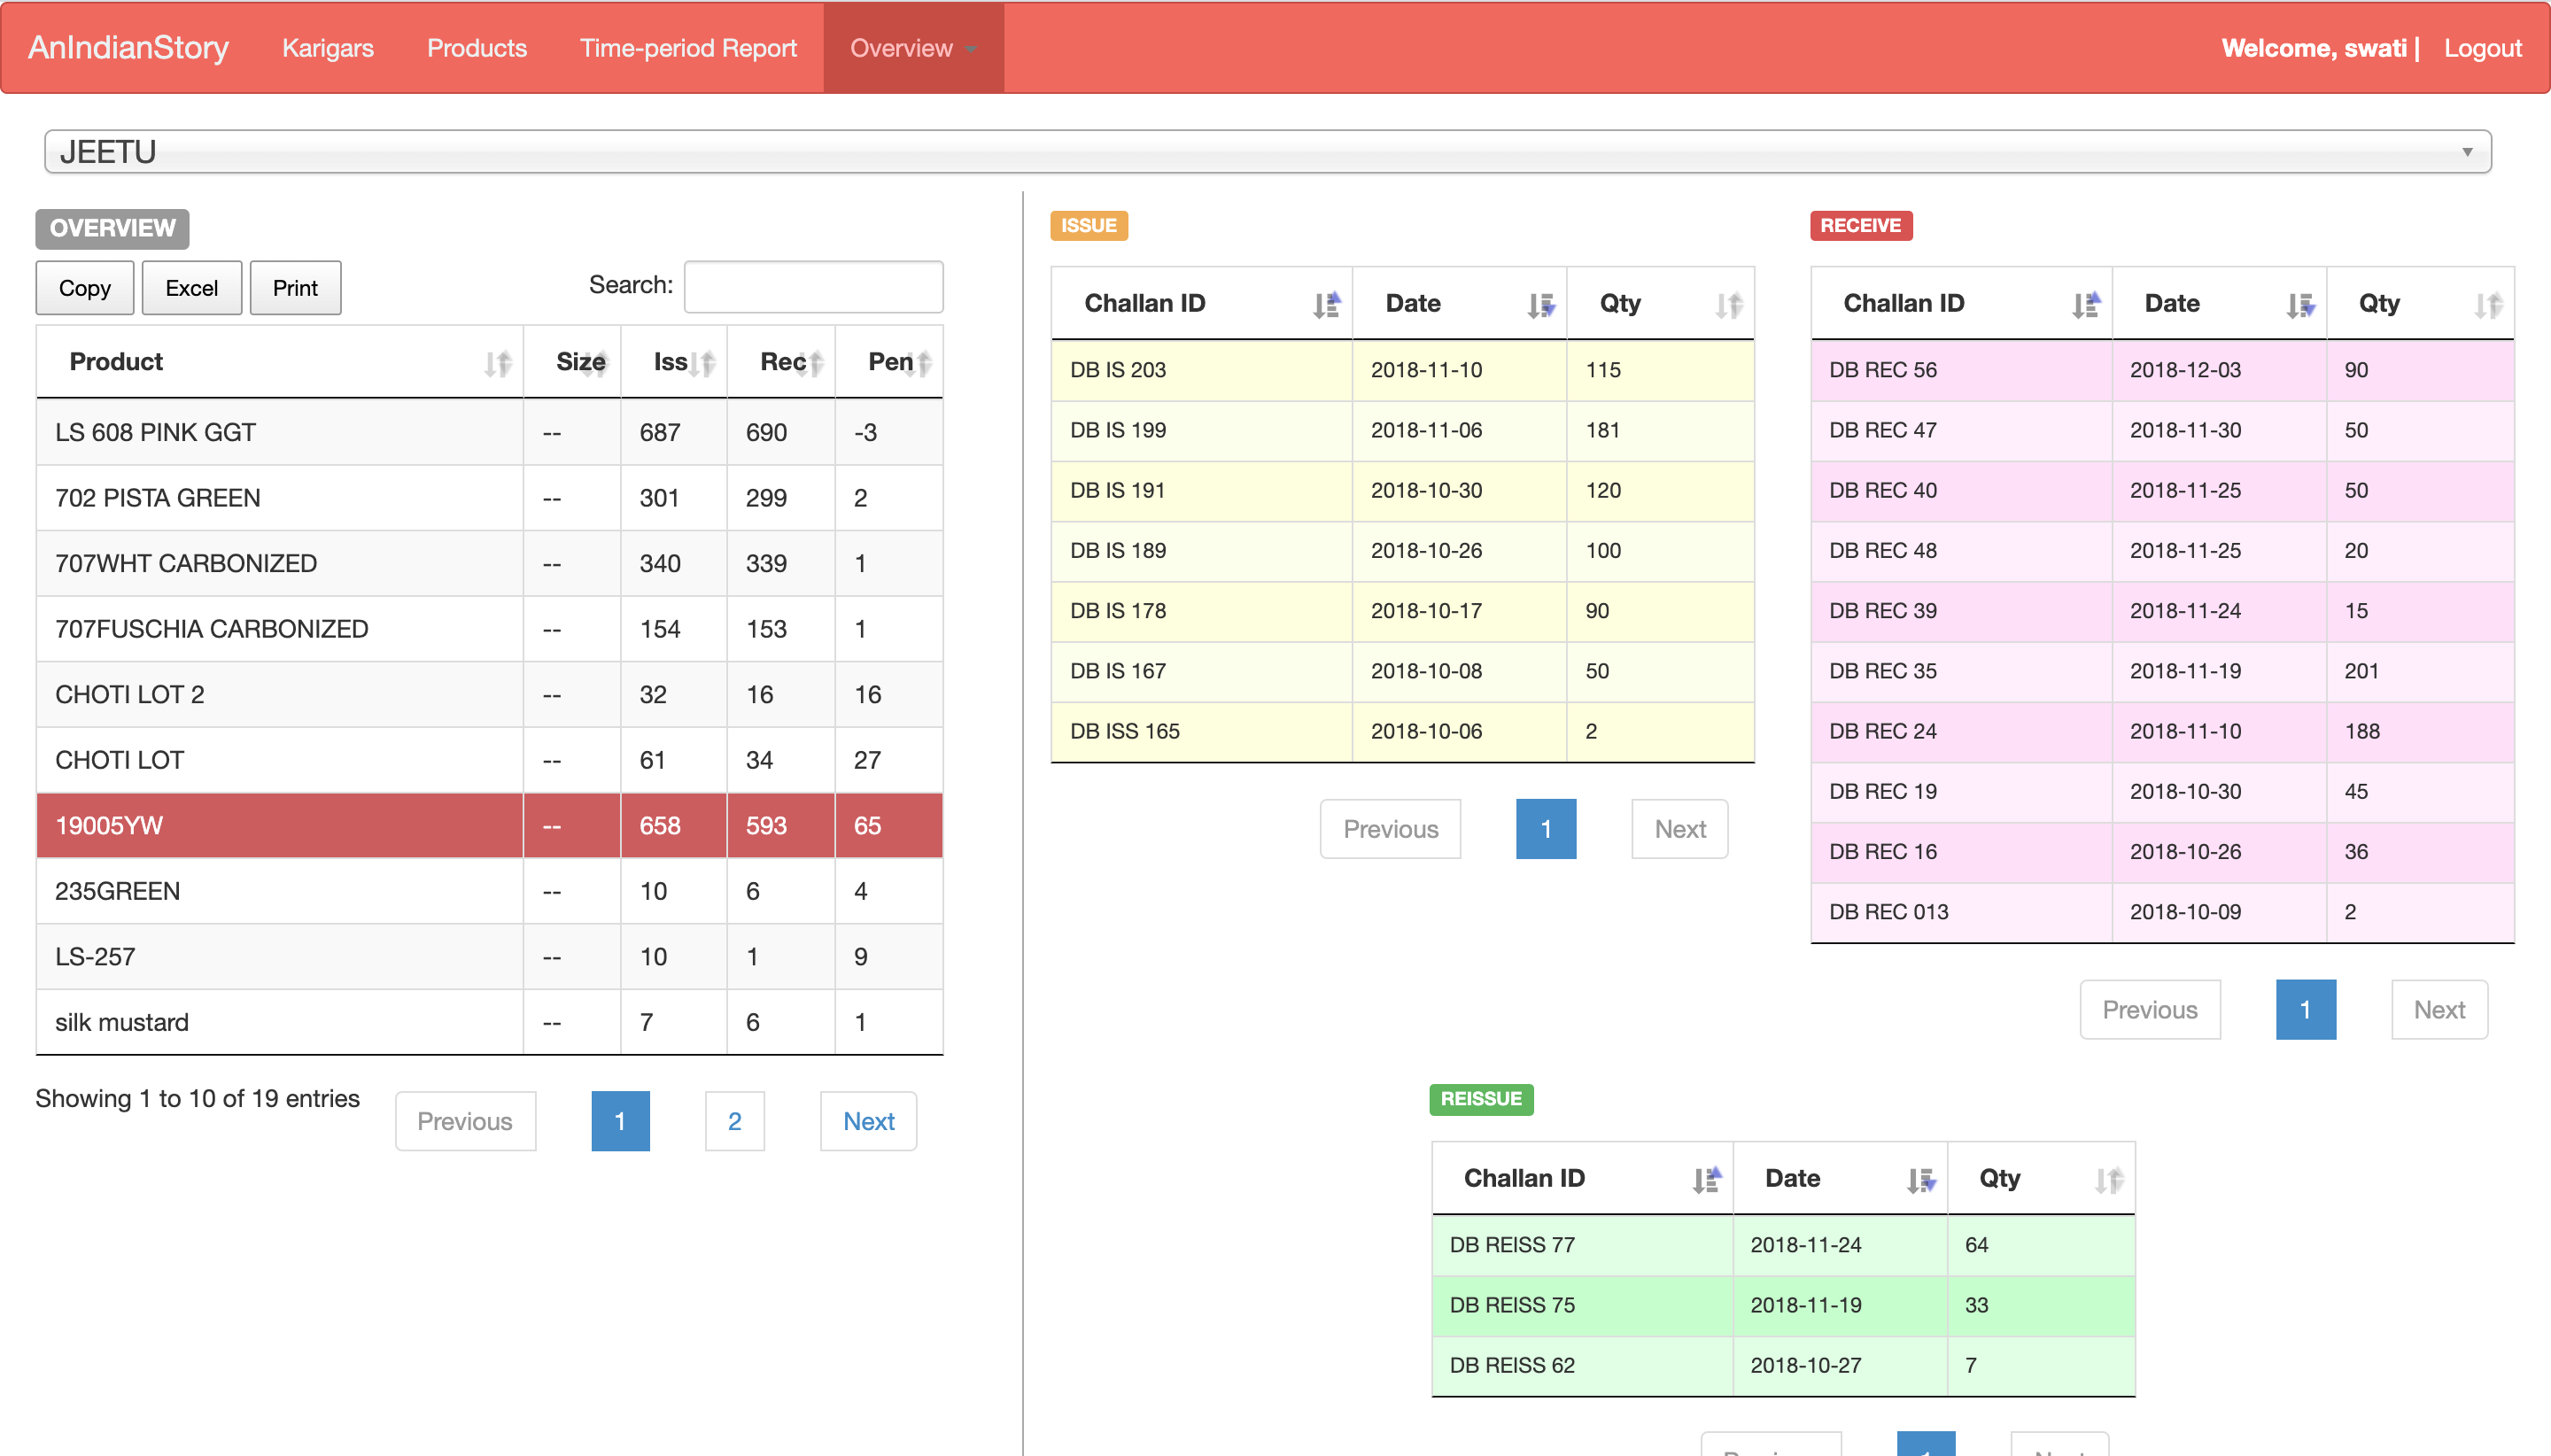 AnIndianStory Karigars Products Time-period Report Overview Welcome, swati | Logout
JEETU
OVERVIEW
Copy Excel Print Search:
Product Size Iss Rec Pen
LS 608 PINK GGT -- 687 690 -3
702 PISTA GREEN -- 301 299 2
707WHT CARBONIZED -- 340 339 1
707FUSCHIA CARBONIZED -- 154 153 1
CHOTI LOT 2 -- 32 16 16
CHOTI LOT -- 61 34 27
19005YW -- 658 593 65
235GREEN -- 10 6 4
LS-257 -- 10 1 9
silk mustard -- 7 6 1
Showing 1 to 10 of 19 entries Previous 1 2 Next
ISSUE
Challan ID Date Qty
DB IS 203 2018-11-10 115
DB IS 199 2018-11-06 181
DB IS 191 2018-10-30 120
DB IS 189 2018-10-26 100
DB IS 178 2018-10-17 90
DB IS 167 2018-10-08 50
DB ISS 165 2018-10-06 2
Previous 1 Next
RECEIVE
Challan ID Date Qty
DB REC 56 2018-12-03 90
DB REC 47 2018-11-30 50
DB REC 40 2018-11-25 50
DB REC 48 2018-11-25 20
DB REC 39 2018-11-24 15
DB REC 35 2018-11-19 201
DB REC 24 2018-11-10 188
DB REC 19 2018-10-30 45
DB REC 16 2018-10-26 36
DB REC 013 2018-10-09 2
Previous 1 Next
REISSUE
Challan ID Date Qty
DB REISS 77 2018-11-24 64
DB REISS 75 2018-11-19 33
DB REISS 62 2018-10-27 7